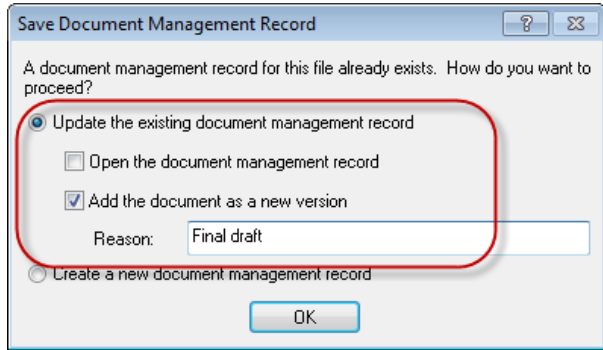 Save Document Management Record
A document management record for this file already exists. How do you want to
proceed?
Update the existing document management record
Open the document management record
Add the document as a new version
Reason: Final draft
Create a new document management record
OK